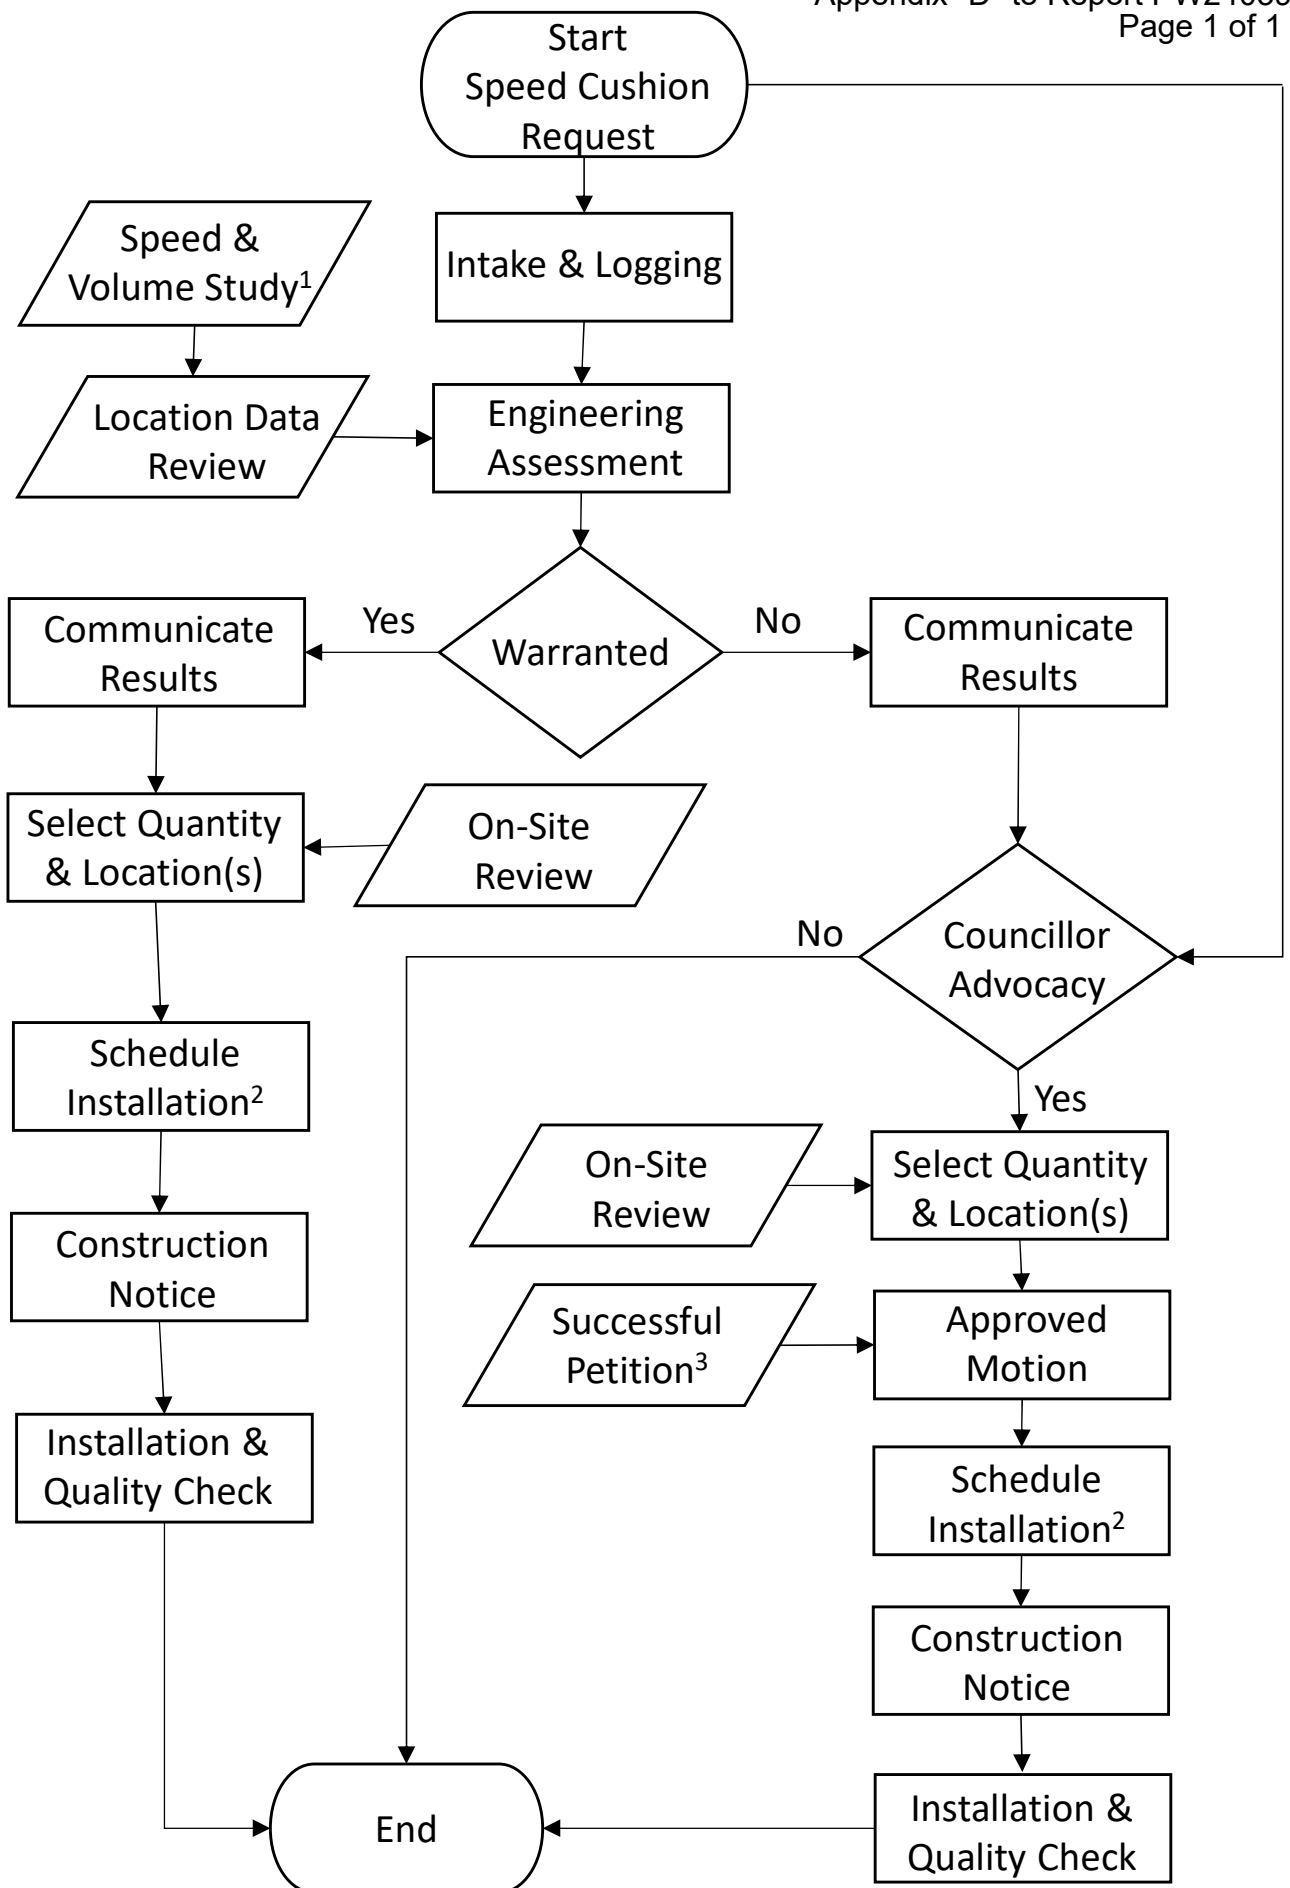 Page 1 of 1
Start
Speed Cushion
Request
Speed &
Volume Study1
Intake & Logging
Location Data
Review
Engineering
Assessment
Communicate
Results
Yes
Warranted
No
Communicate
Results
Select Quantity
& Location(s)
On-Site
Review
No
Councillor
Advocacy
Schedule
Installation2
Yes
On-Site
Review
Select Quantity
& Location(s)
Construction
Notice
Successful
Petition3
Approved
Motion
Installation &
Quality Check
Schedule
Installation2
Construction
Notice
End
Installation &
Quality Check